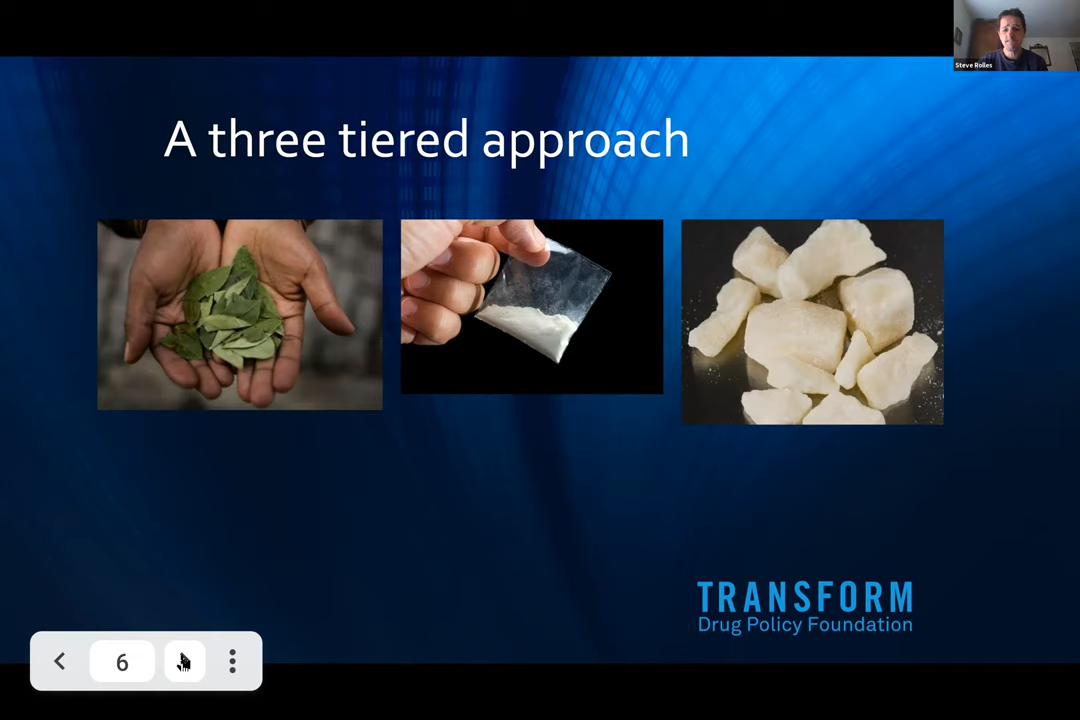 Steve Rolles
A three tiered approach
TRANSFORM
Drug Policy Foundation
6